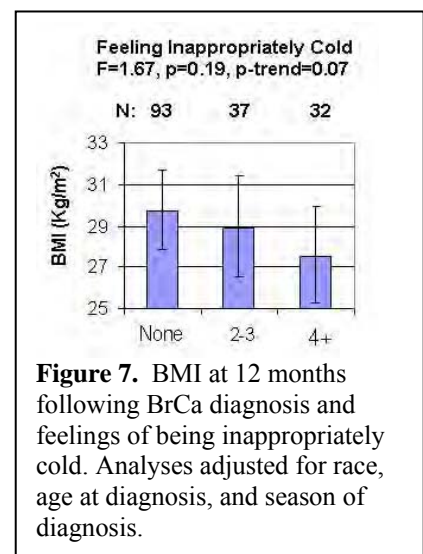 Feeling Inappropriately Cold
F=1.67, p=0.19, p-trend=0.07
N: 93 37 32
33
31
29
27
25
BMI (Kg/m²)
None 2-3 4+
Figure 7. BMI at 12 months
following BrCa diagnosis and
feelings of being inappropriately
cold. Analyses adjusted for race,
age at diagnosis, and season of
diagnosis.